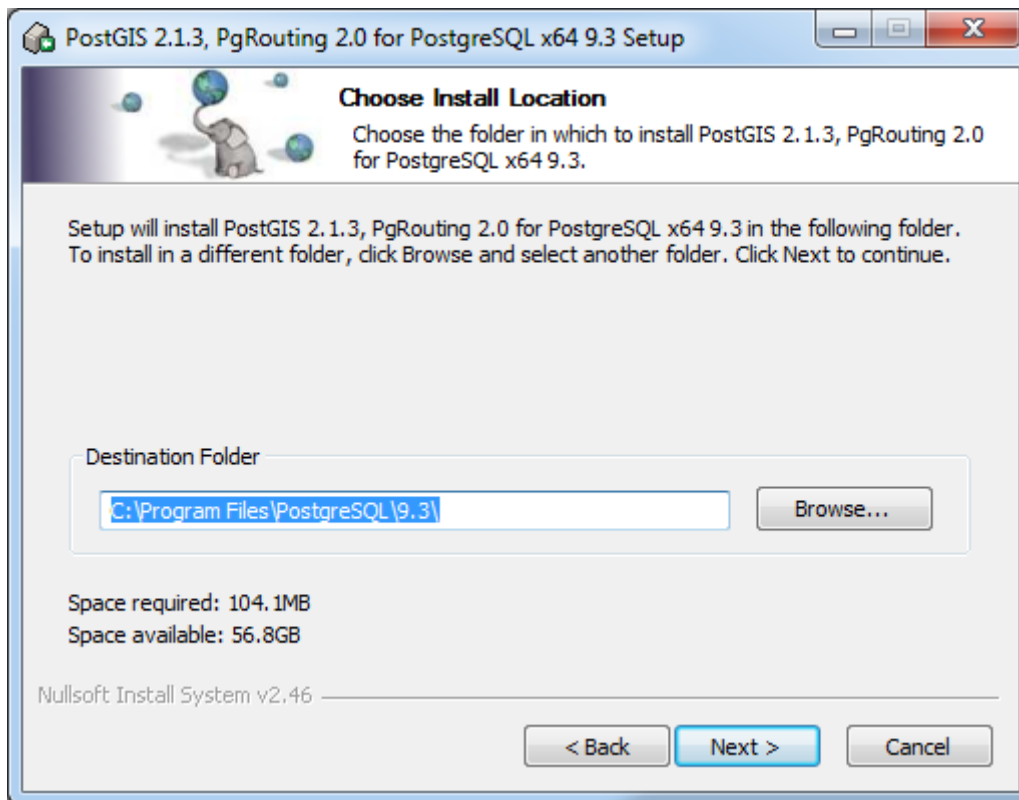 PostGIS 2.1.3, PgRouting 2.0 for PostgreSQL x64 9.3 Setup
Choose Install Location
Choose the folder in which to install PostGIS 2.1.3, PgRouting 2.0
for PostgreSQL x64 9.3.
Setup will install PostGIS 2.1.3, PgRouting 2.0 for PostgreSQL x64 9.3 in the following folder.
To install in a different folder, click Browse and select another folder. Click Next to continue.
Destination Folder
C:\Program Files\PostgreSQL\9.3\
Browse...
Space required: 104.1MB
Space available: 56.8GB
Nullsoft Install System v2.46
< Back
Next >
Cancel